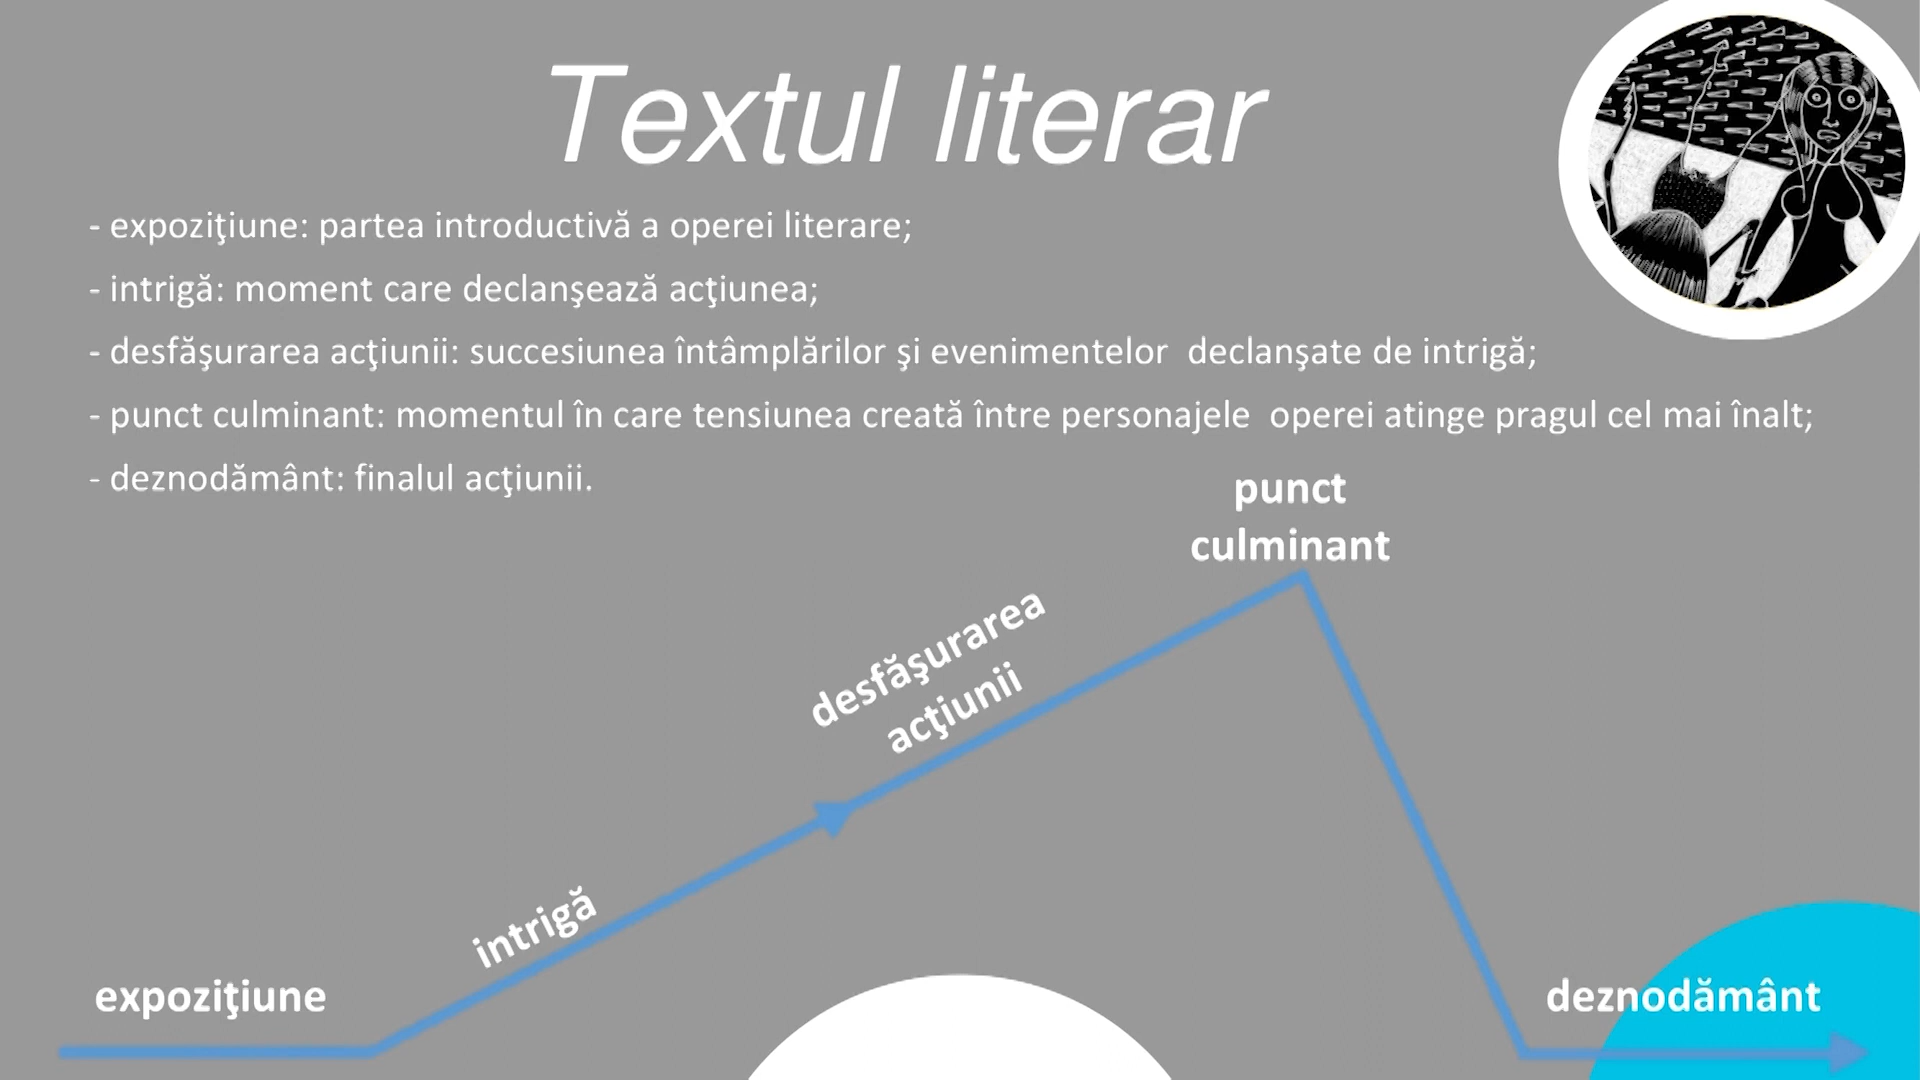 Textul literar
- expoziţiune: partea introductivă a operei literare;
- intrigă: moment care declanşează acţiunea;
- desfăşurarea acţiunii: succesiunea întâmplărilor şi evenimentelor  declanşate de intrigă;
- punct culminant: momentul în care tensiunea creată între personajele  operei atinge pragul cel mai înalt;
- deznodământ: finalul acţiunii.
punct
culminant
desfăşurarea
acţiunii
intrigă
expoziţiune
deznodământ